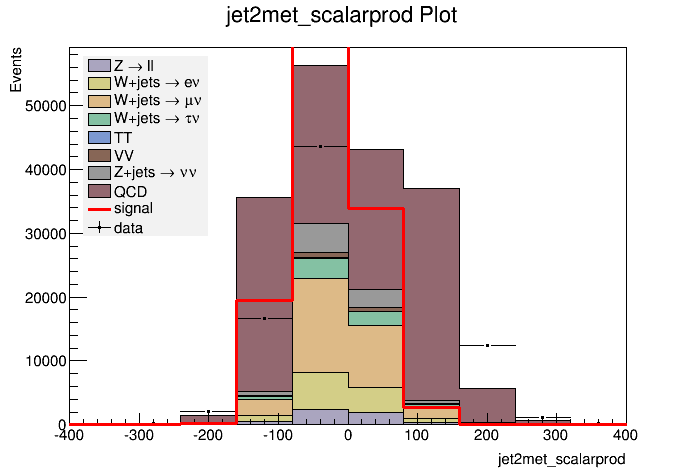 jet2met_scalarprod Plot
Events
Z → ll
W+jets → eν
W+jets → μν
W+jets → τν
TT
VV
Z+jets → νν
QCD
signal
data
50000
40000
30000
20000
10000
0
-400 -300 -200 -100 0 100 200 300 400
jet2met_scalarprod